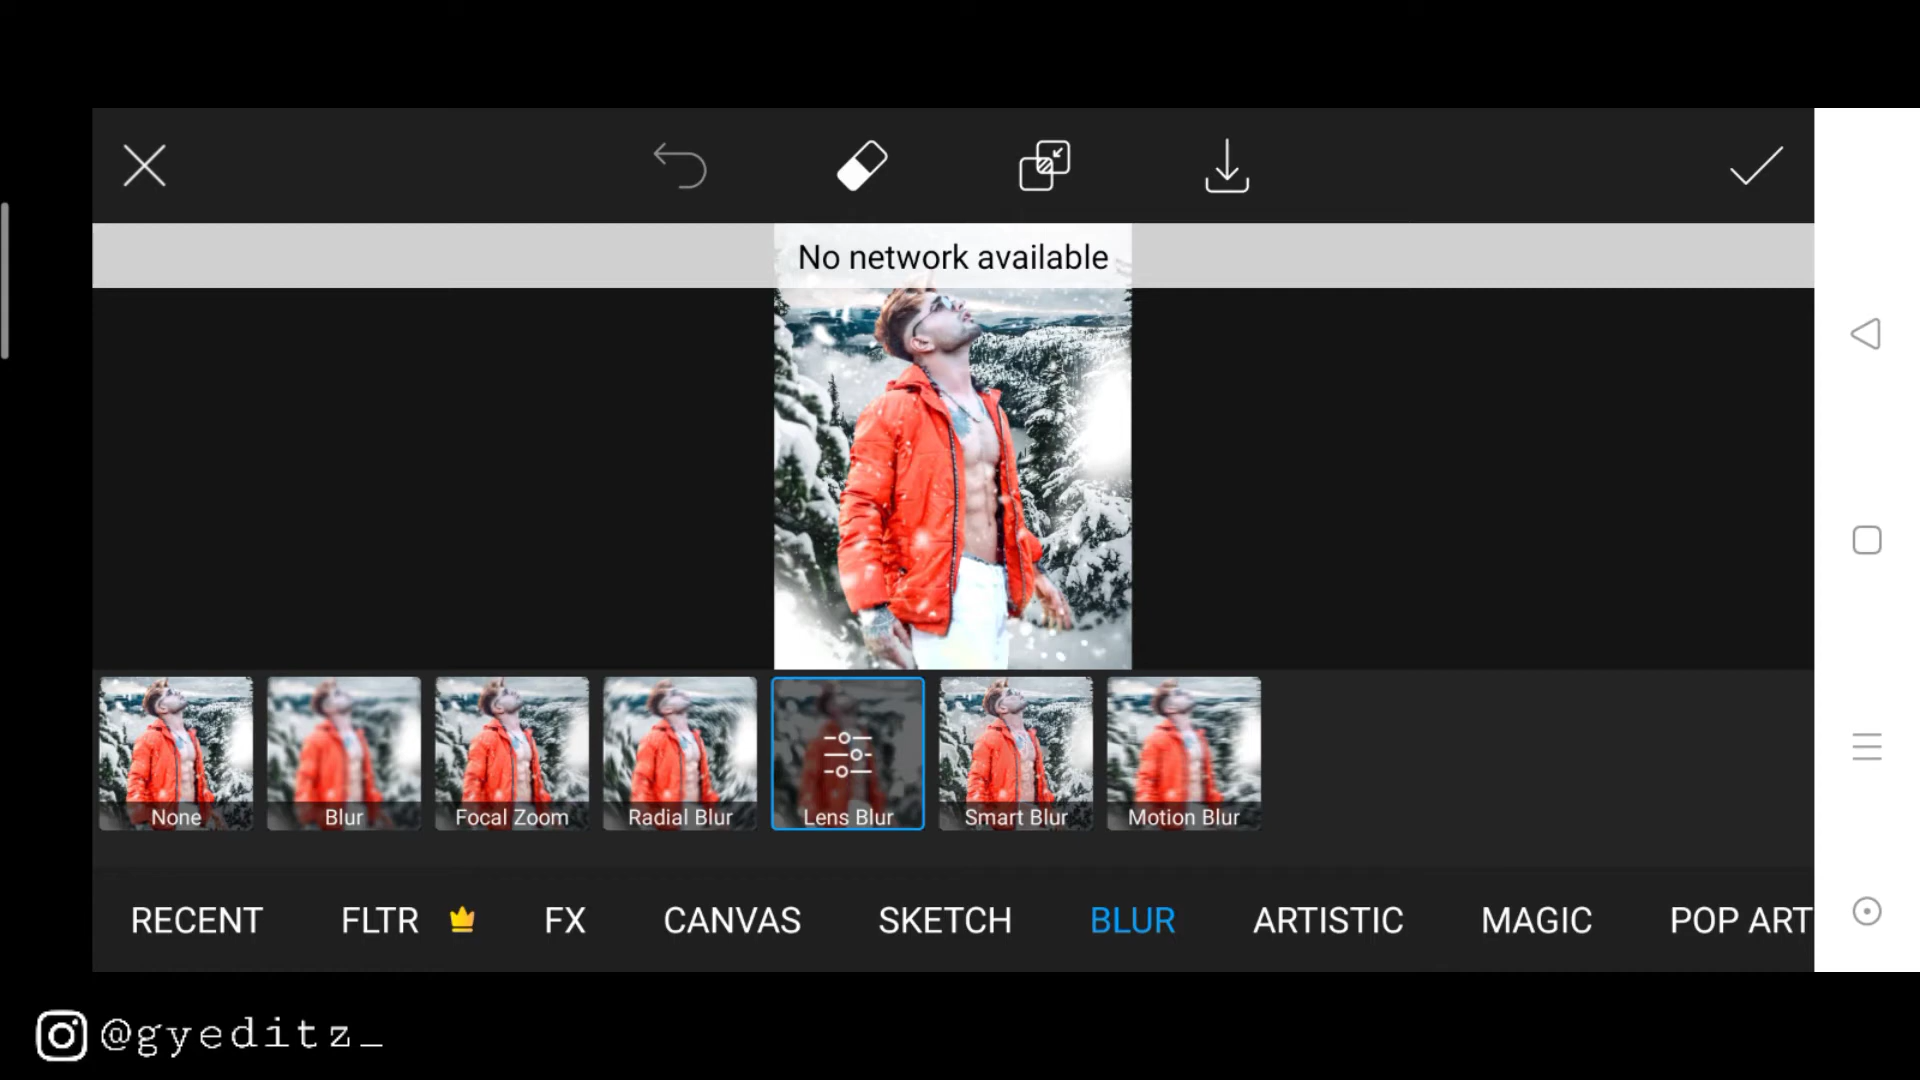 No network available
None
Blur
Focal Zoom
Radial Blur
Lens Blur
Smart Blur
Motion Blur
RECENT
FLTR
FX
CANVAS
SKETCH
BLUR
ARTISTIC
MAGIC
POP ART
@gyeditz_